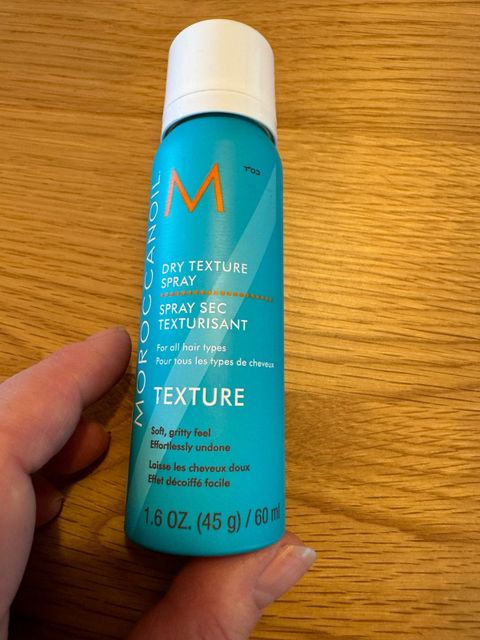 MOROCCANOIL
M
DRY TEXTURE
SPRAY
SPRAY SEC
TEXTURISANT
For all hair types
Pour tous les types de cheveux
TEXTURE
Soft, gritty feel
Effortlessly undone
Laisse les cheveux doux
Effet décoiffé facile
1.6 OZ. (45 g) / 60 ml